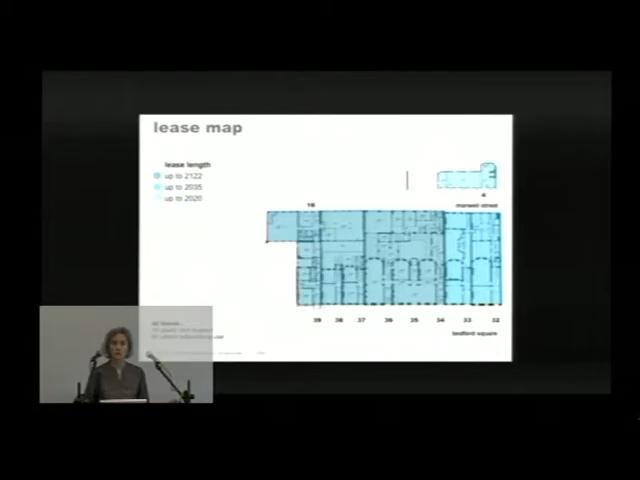 lease map
lease length
up to 2122
up to 2035
up to 2020
4
morwell street
16
39 38 37 36 35 34 33 32
bedford square